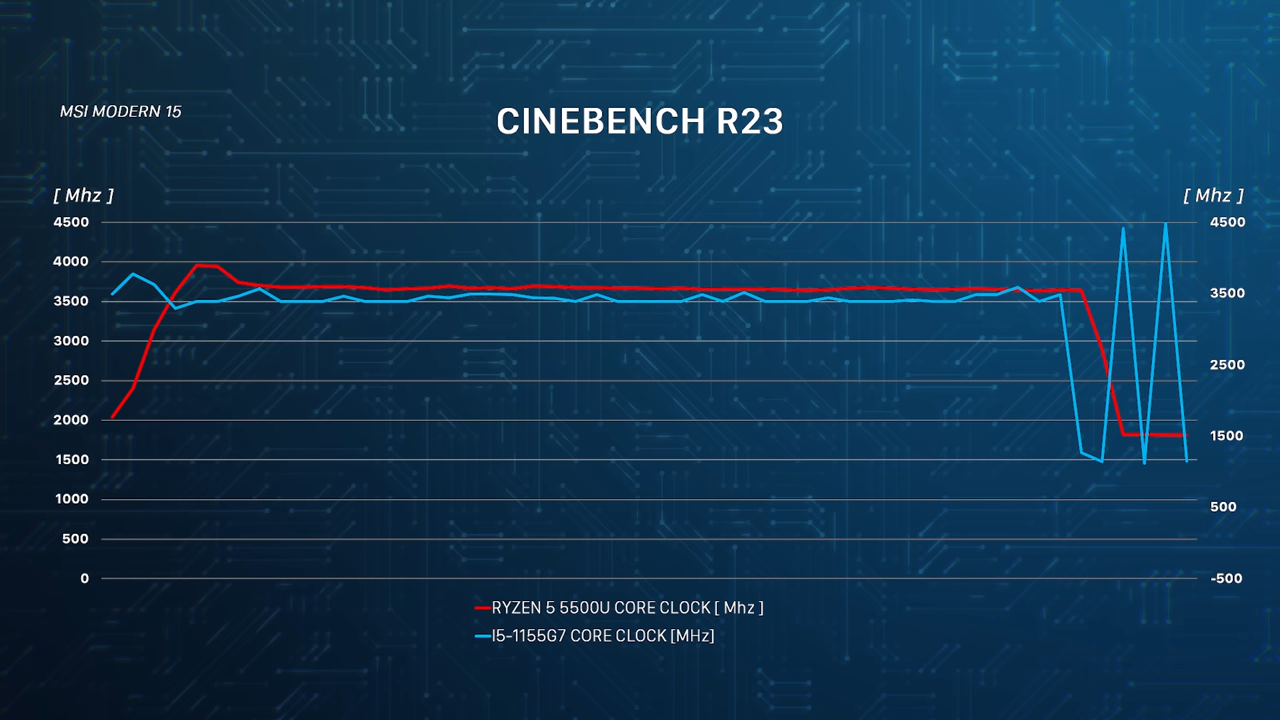 MSI MODERN 15
CINEBENCH R23
[ Mhz ]
[ Mhz ]
4500
4000
3500
3000
2500
2000
1500
1000
500
0
4500
3500
2500
1500
500
-500
RYZEN 5 5500U CORE CLOCK [ Mhz ]
I5-1155G7 CORE CLOCK [MHz]